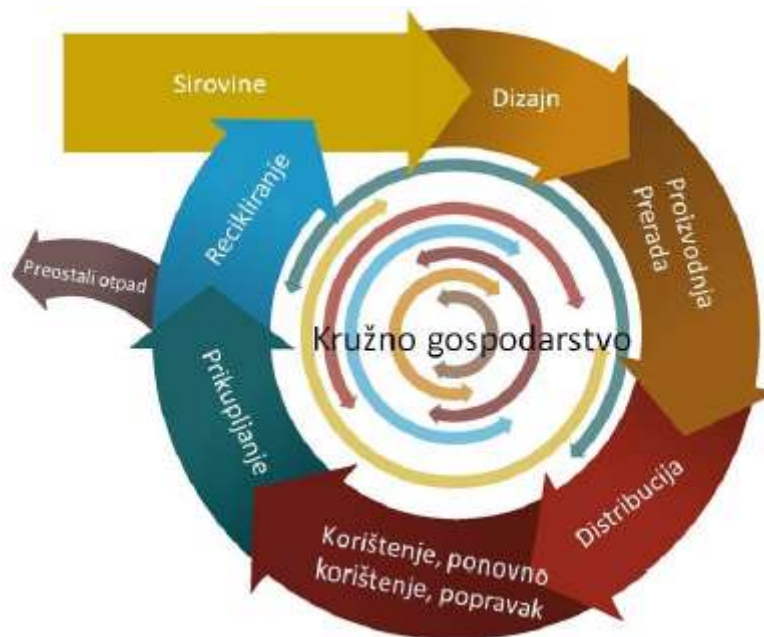 Sirovine
Dizajn
Proizvodnja
Prerada
Distribucija
Korištenje, ponovno
korištenje, popravak
Prikupljanje
Recikliranje
Preostali otpad
Kružno gospodarstvo